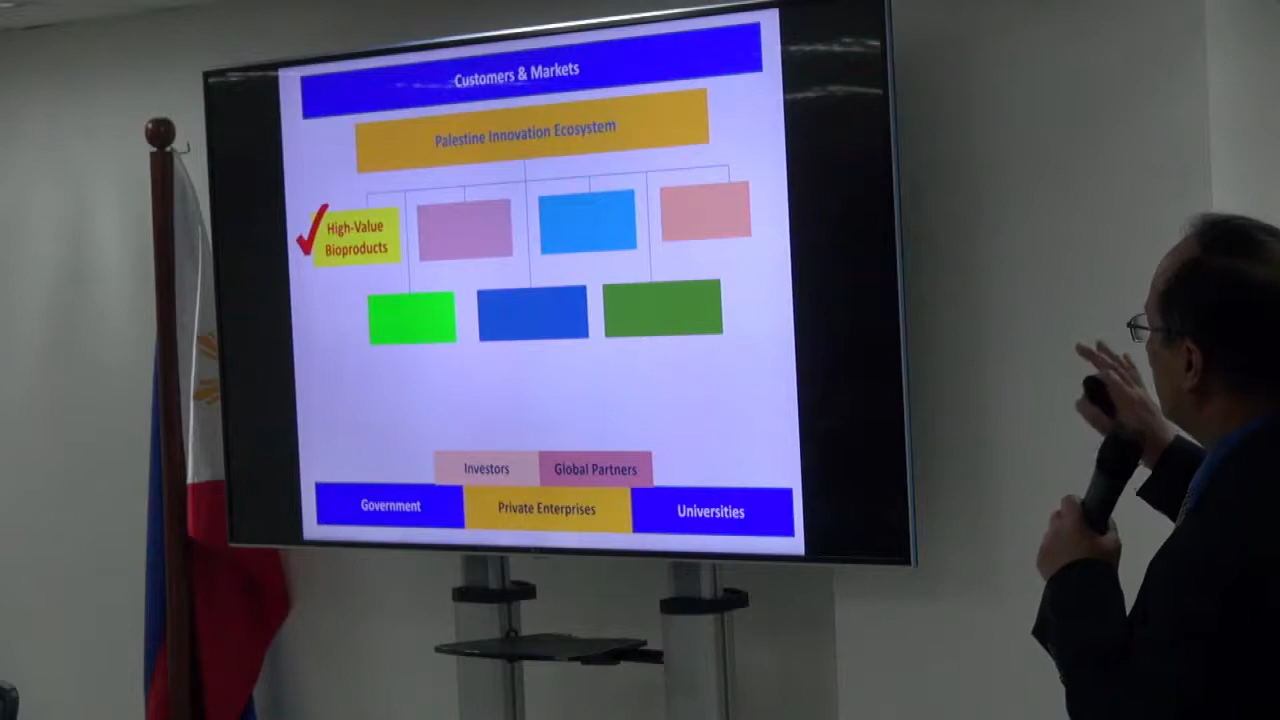 Customers & Markets
Palestine Innovation Ecosystem
High-Value
Bioproducts
Investors
Global Partners
Government
Private Enterprises
Universities